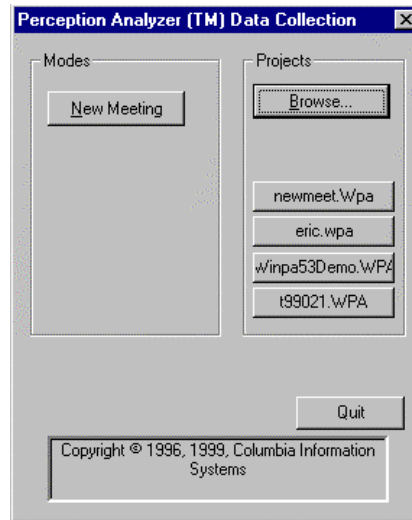 Perception Analyzer (TM) Data Collection
Modes
New Meeting
Projects
Browse...
newmeet.Wpa
eric.wpa
Winpa53Demo.WPA
t99021.WPA
Quit
Copyright © 1996, 1999, Columbia Information
Systems